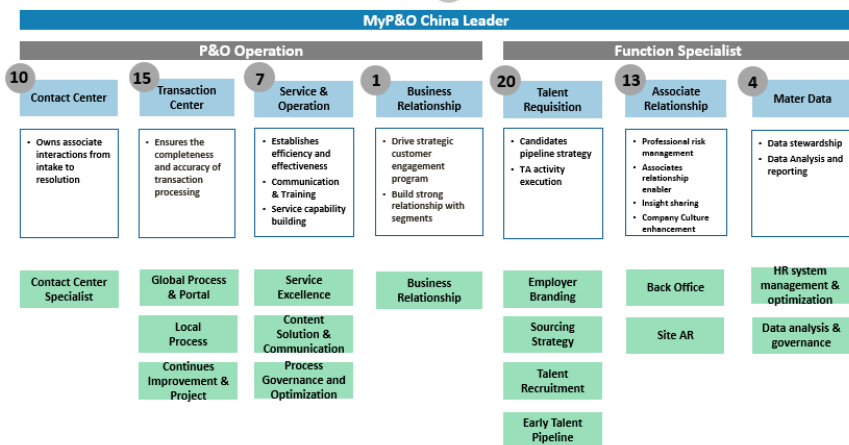 MyP&O China Leader
P&O Operation
Function Specialist
10
Contact Center
15
Transaction
Center
7
Service &
Operation
1
Business
Relationship
20
Talent
Requisition
13
Associate
Relationship
4
Mater Data
• Owns associate
interactions from
intake to
resolution
• Ensures the
completeness
and accuracy of
transaction
processing
• Establishes
efficiency and
effectiveness
• Communication
& Training
• Service capability
building
• Drive strategic
customer
engagement
program
• Build strong
relationship with
segments
• Candidates
pipeline strategy
• TA activity
execution
• Professional risk
management
• Associates
relationship
enabler
• Insight sharing
• Company Culture
enhancement
• Data stewardship
• Data Analysis and
reporting
Contact Center
Specialist
Global Process
& Portal
Local
Process
Continues
Improvement &
Project
Service
Excellence
Content
Solution &
Communication
Process
Governance and
Optimization
Business
Relationship
Employer
Branding
Sourcing
Strategy
Talent
Recruitment
Early Talent
Pipeline
Back Office
Site AR
HR system
management &
optimization
Data analysis &
governance